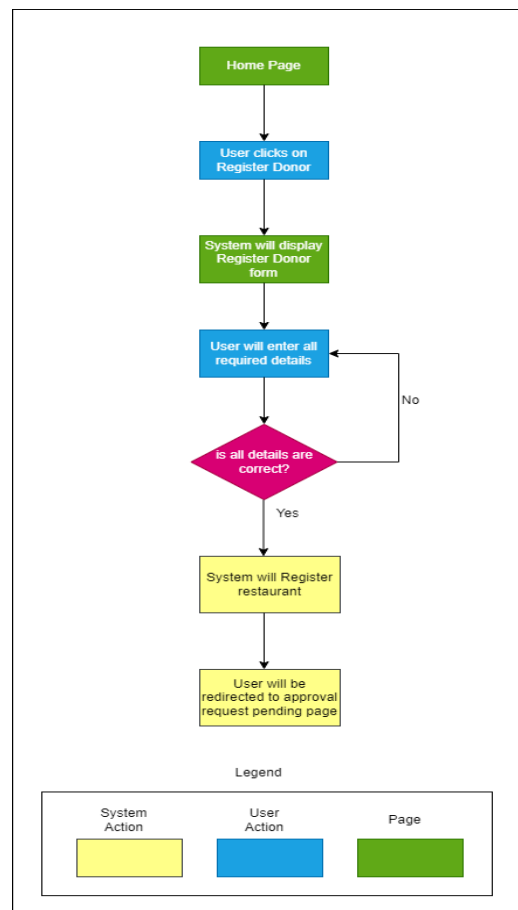 Home Page
User clicks on
Register Donor
System will display
Register Donor
form
User will enter all
required details
No
is all details are
correct?
Yes
System will Register
restaurant
User will be
redirected to approval
request pending page
Legend
System
Action
User
Action
Page